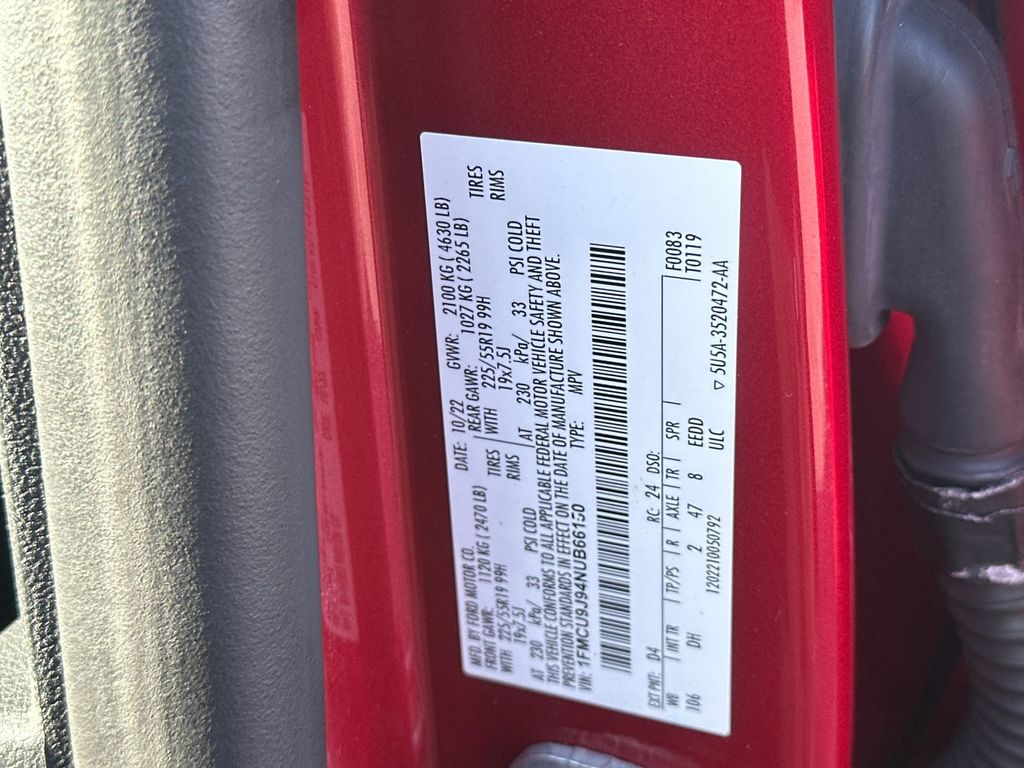 MFD. BY FORD MOTOR CO. DATE: 10/22 GVWR: 2100 KG ( 4630 LB)
FRONT GAWR: 1120 KG ( 2470 LB) REAR GAWR: 1027 KG ( 2265 LB)
WITH 225/55R19 99H TIRES WITH 225/55R19 99H TIRES
19x7.5J RIMS 19x7.5J RIMS
AT 230 kPa/ 33 PSI COLD AT 230 kPa/ 33 PSI COLD
THIS VEHICLE CONFORMS TO ALL APPLICABLE FEDERAL MOTOR VEHICLE SAFETY AND THEFT
PREVENTION STANDARDS IN EFFECT ON THE DATE OF MANUFACTURE SHOWN ABOVE.
VIN: 1FMCU9J94NUB66150 TYPE: MPV
EXT PNT: D4 RC: 24 DSO:
WB INT TR TP/PS R AXLE TR SPR F0083
106 DH 2 47 8 EEDD T0119
1202210050792 ULC
▽ 5U5A-3520472-AA